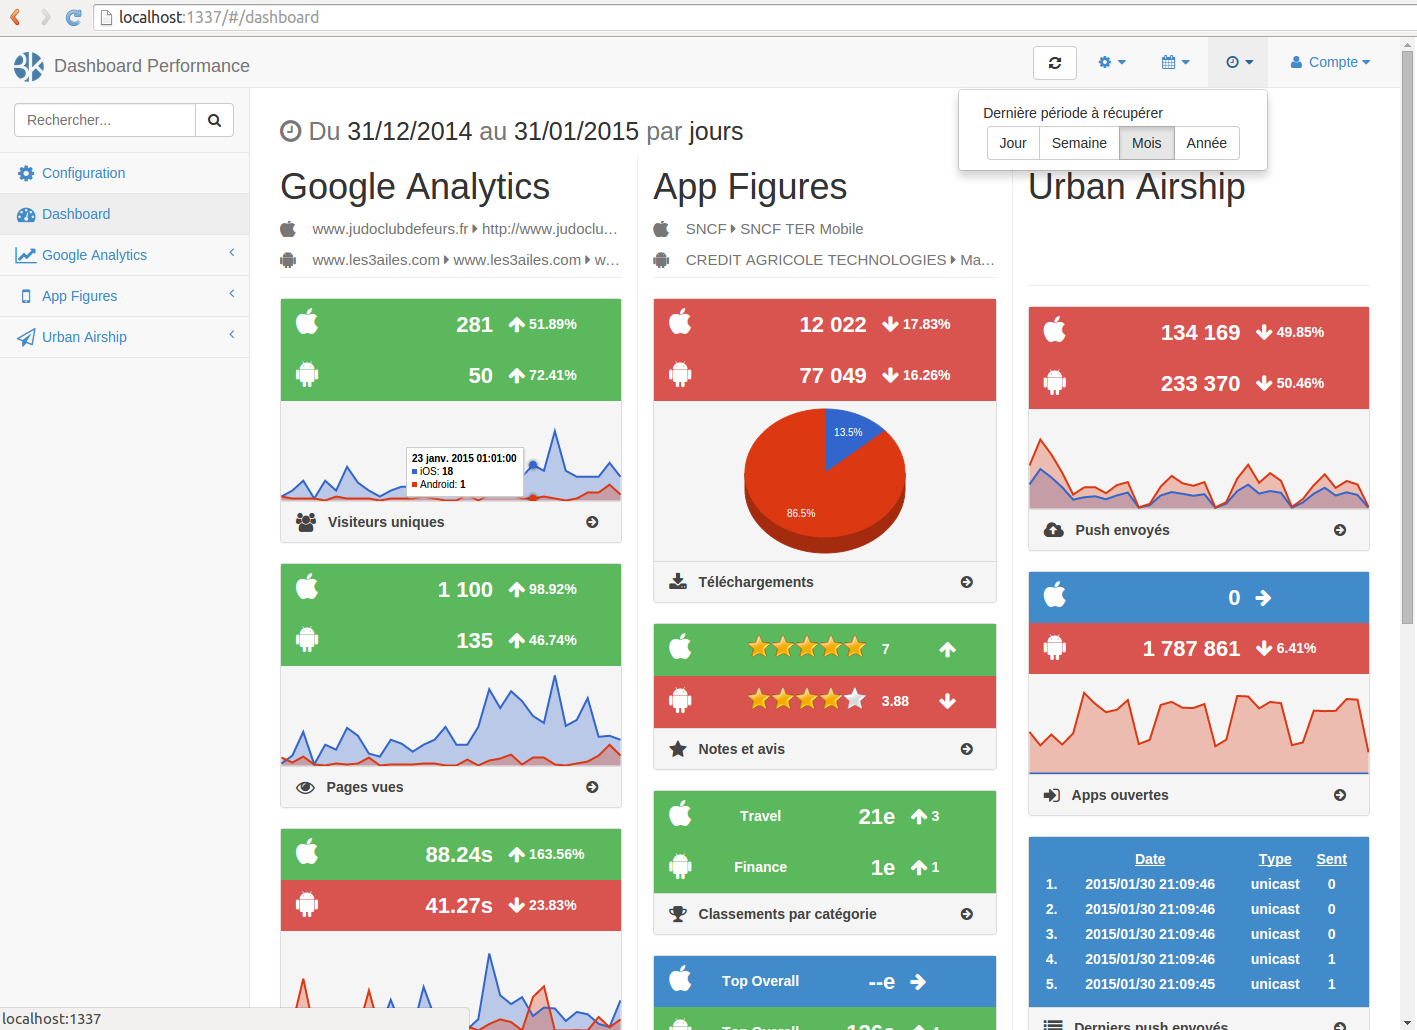 localhost:1337/#/dashboard
Dashboard Performance
Compte
Rechercher...
Configuration
Dashboard
Google Analytics
App Figures
Urban Airship
Dernière période à récupérer
Jour Semaine Mois Année
Du 31/12/2014 au 31/01/2015 par jours
Google Analytics
www.judoclubdefeurs.fr http://www.judoclu...
www.les3ailes.com www.les3ailes.com w...
281 51.89%
50 72.41%
23 janv. 2015 01:01:00
iOS: 18
Android: 1
Visiteurs uniques
1 100 98.92%
135 46.74%
Pages vues
88.24s 163.56%
41.27s 23.83%
App Figures
SNCF SNCF TER Mobile
CREDIT AGRICOLE TECHNOLOGIES Ma...
12 022 17.83%
77 049 16.26%
13.5%
86.5%
Téléchargements
7
3.88
Notes et avis
Travel 21e 3
Finance 1e 1
Classements par catégorie
Top Overall --e
Top Overall
Urban Airship
134 169 49.85%
233 370 50.46%
Push envoyés
0
1 787 861 6.41%
Apps ouvertes
Date Type Sent
1. 2015/01/30 21:09:46 unicast 0
2. 2015/01/30 21:09:46 unicast 0
3. 2015/01/30 21:09:46 unicast 0
4. 2015/01/30 21:09:46 unicast 1
5. 2015/01/30 21:09:45 unicast 1
Derniers push envoyés
localhost:1337